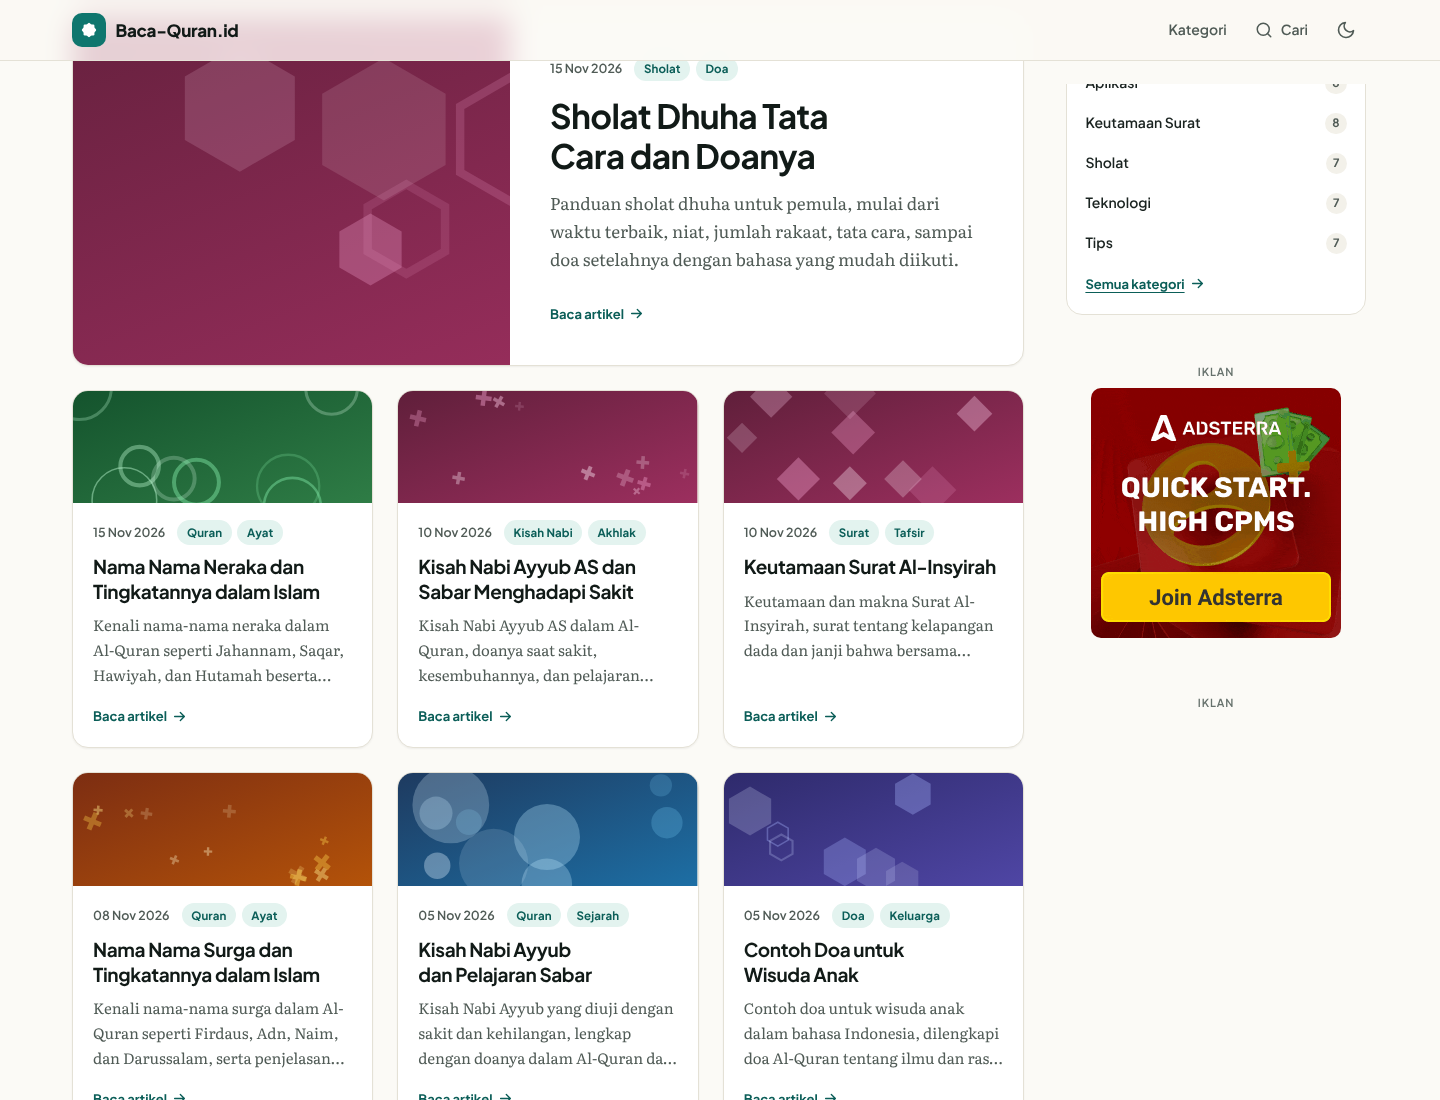 Baca-Quran.id
Kategori
Cari
15 Nov 2026 Sholat Doa
Sholat Dhuha Tata
Cara dan Doanya
Panduan sholat dhuha untuk pemula, mulai dari
waktu terbaik, niat, jumlah rakaat, tata cara, sampai
doa setelahnya dengan bahasa yang mudah diikuti.
Baca artikel
Aplikasi
Keutamaan Surat 8
Sholat 7
Teknologi 7
Tips 7
Semua kategori
IKLAN
ADSTERRA
QUICK START.
HIGH CPMS
Join Adsterra
IKLAN
15 Nov 2026 Quran Ayat
Nama Nama Neraka dan
Tingkatannya dalam Islam
Kenali nama-nama neraka dalam
Al-Quran seperti Jahannam, Saqar,
Hawiyah, dan Hutamah beserta...
Baca artikel
10 Nov 2026 Kisah Nabi Akhlak
Kisah Nabi Ayyub AS dan
Sabar Menghadapi Sakit
Kisah Nabi Ayyub AS dalam Al-
Quran, doanya saat sakit,
kesembuhannya, dan pelajaran...
Baca artikel
10 Nov 2026 Surat Tafsir
Keutamaan Surat Al-Insyirah
Keutamaan dan makna Surat Al-
Insyirah, surat tentang kelapangan
dada dan janji bahwa bersama...
Baca artikel
08 Nov 2026 Quran Ayat
Nama Nama Surga dan
Tingkatannya dalam Islam
Kenali nama-nama surga dalam Al-
Quran seperti Firdaus, Adn, Naim,
dan Darussalam, serta penjelasan...
Baca artikel
05 Nov 2026 Quran Sejarah
Kisah Nabi Ayyub
dan Pelajaran Sabar
Kisah Nabi Ayyub yang diuji dengan
sakit dan kehilangan, lengkap
dengan doanya dalam Al-Quran da...
Baca artikel
05 Nov 2026 Doa Keluarga
Contoh Doa untuk
Wisuda Anak
Contoh doa untuk wisuda anak
dalam bahasa Indonesia, dilengkapi
doa Al-Quran tentang ilmu dan ras...
Baca artikel